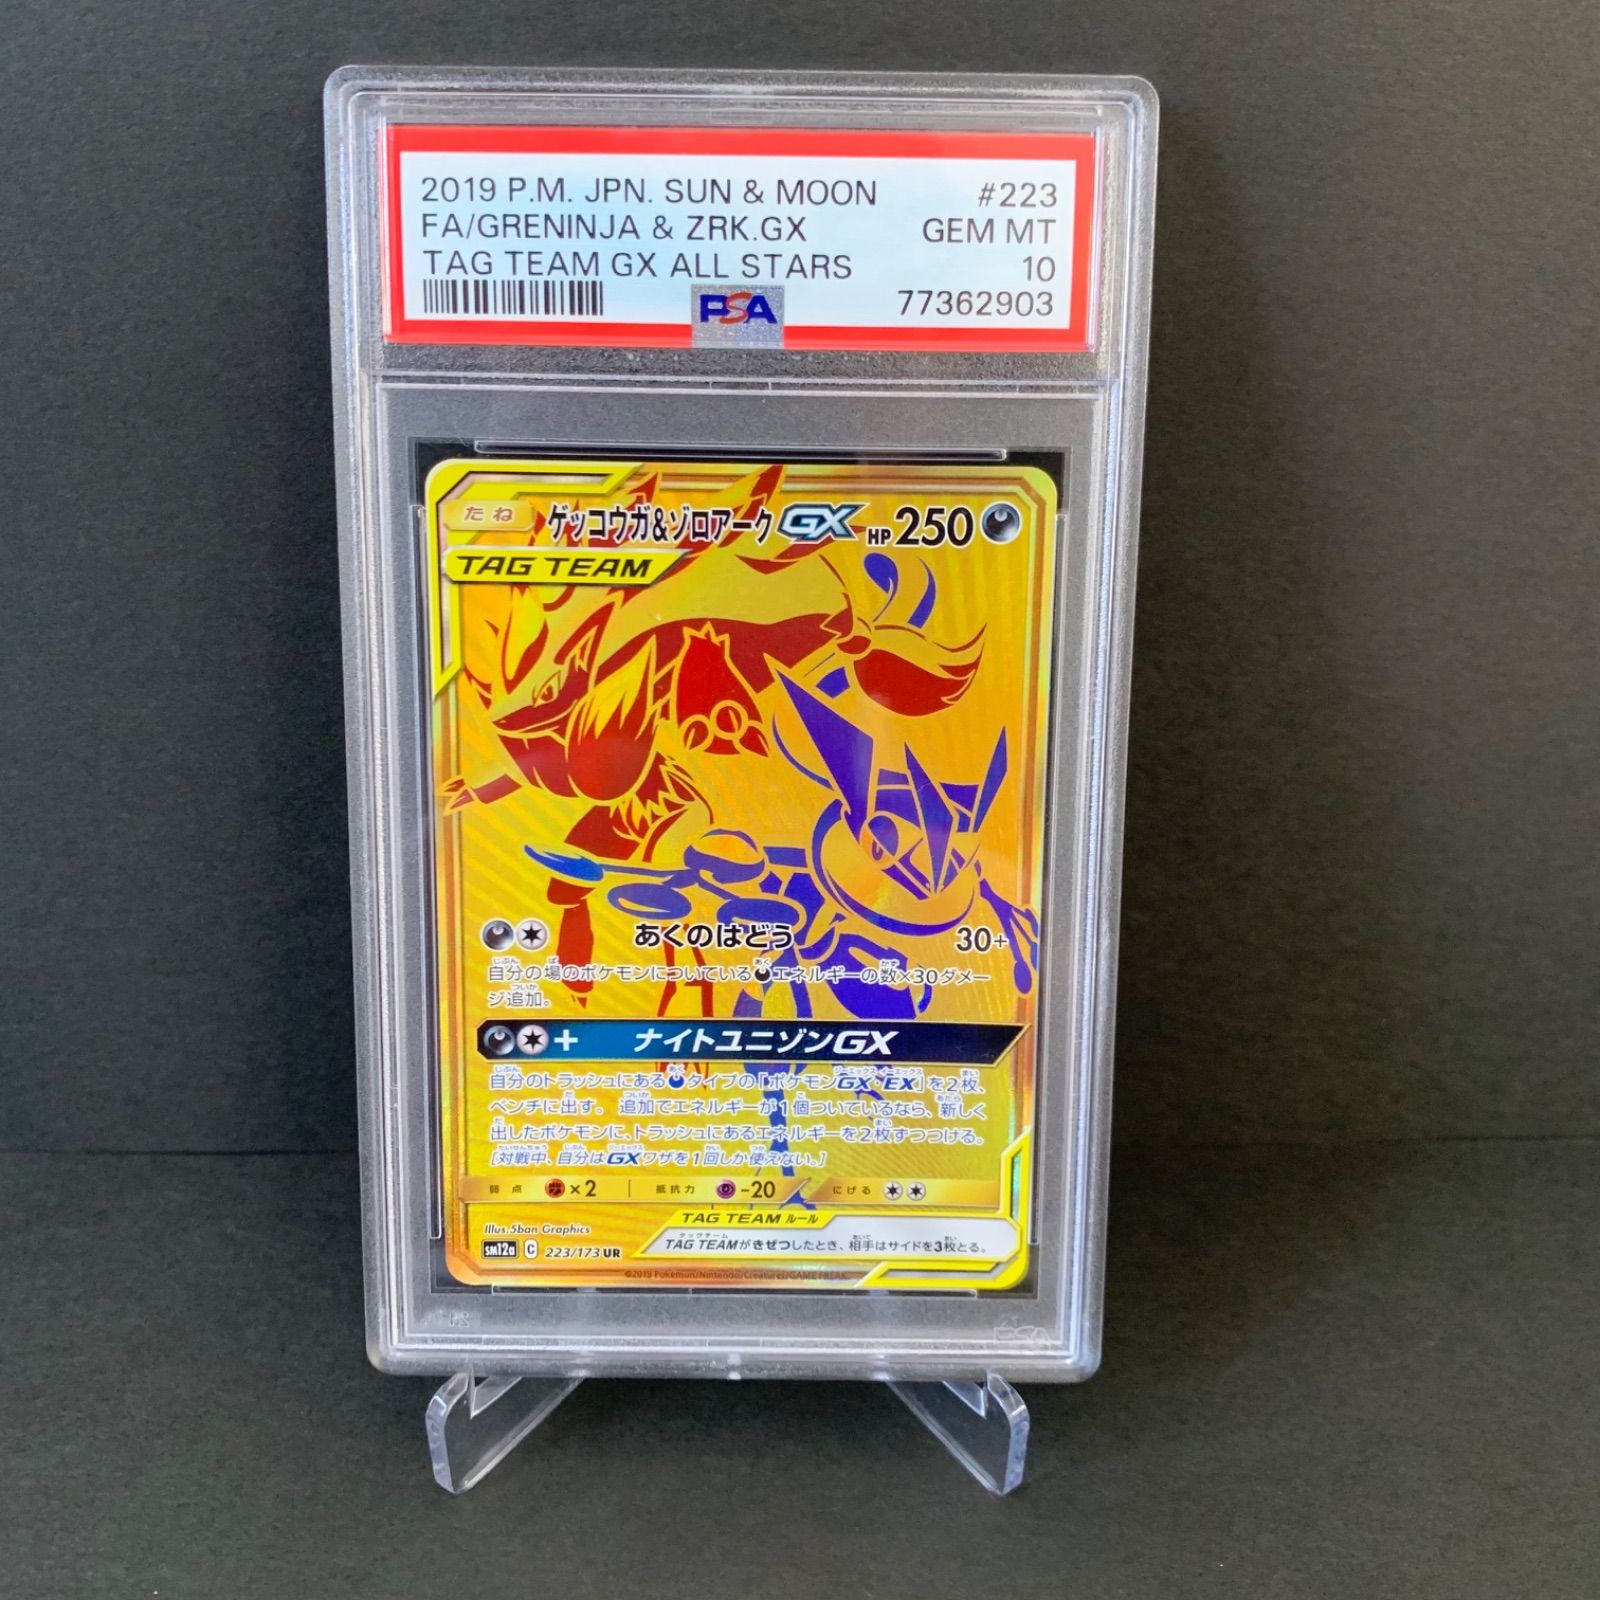 2019 P.M. JPN. SUN & MOON #223
FA/GRENINJA & ZRK.GX GEM MT
TAG TEAM GX ALL STARS 10
PSA 77362903
たね ゲッコウガ&ゾロアークGX HP250
TAG TEAM
あくのはどう 30+
自分の場のポケモンについているエネルギーの数×30ダメー
ジ追加。
+ ナイトユニゾンGX
自分のトラッシュにあるタイプの「ポケモンGX・EX」を2枚、
ベンチに出す。追加でエネルギーが1個ついているなら、新しく
出したポケモンに、トラッシュにあるエネルギーを2枚ずつつける。
[対戦中、自分はGXワザを1回しか使えない。]
弱点 ×2 抵抗力 -20 にげる
Illus.5ban Graphics
TAG TEAM ルール
TAG TEAMがきぜつしたとき、相手はサイドを3枚とる。
sm12a C 223/173 UR
©2019 Pokémon/Nintendo/Creatures/GAME FREAK.